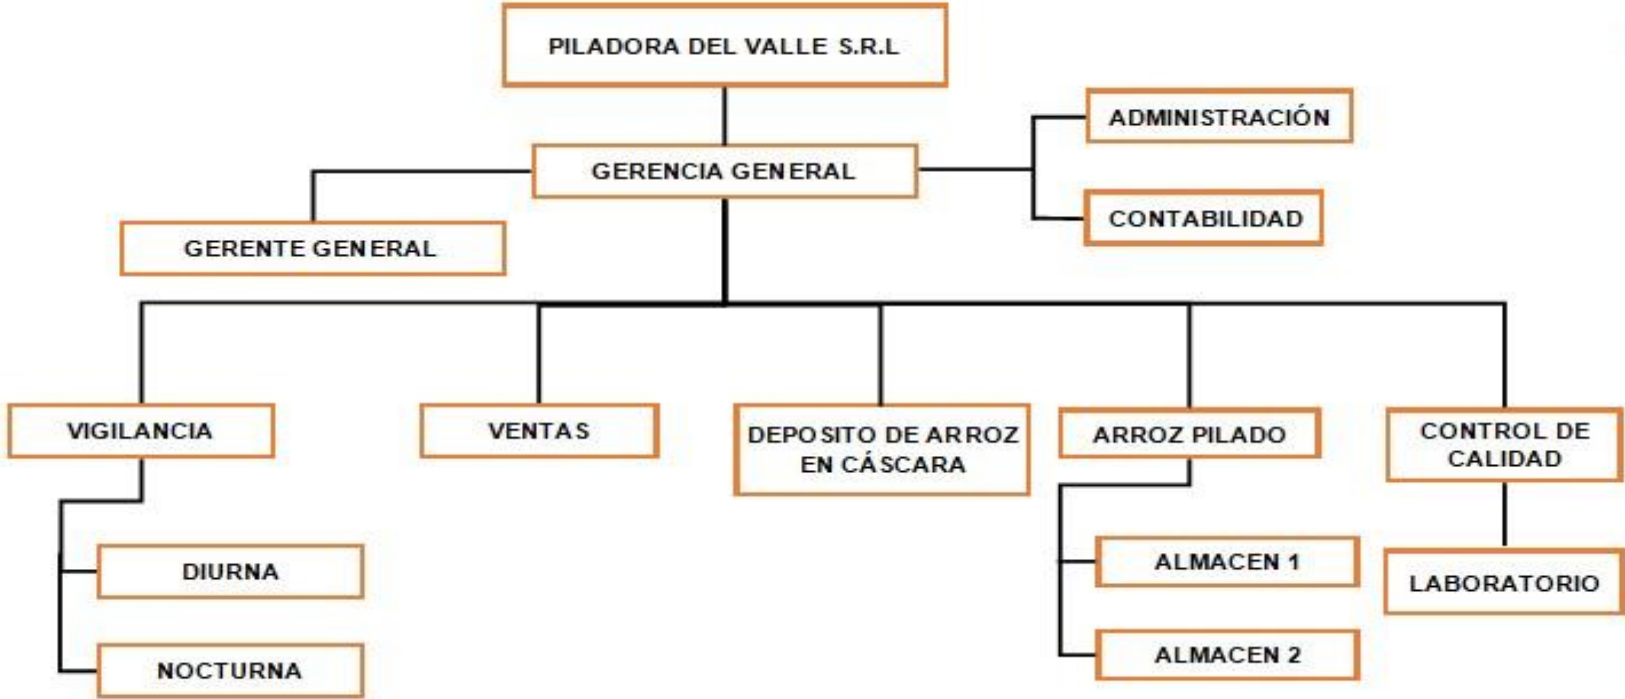 PILADORA DEL VALLE S.R.L
ADMINISTRACIÓN
GERENCIA GENERAL
CONTABILIDAD
GERENTE GENERAL
VIGILANCIA
VENTAS
DEPOSITO DE ARROZ
EN CÁSCARA
ARROZ PILADO
CONTROL DE
CALIDAD
DIURNA
ALMACEN 1
LABORATORIO
NOCTURNA
ALMACEN 2